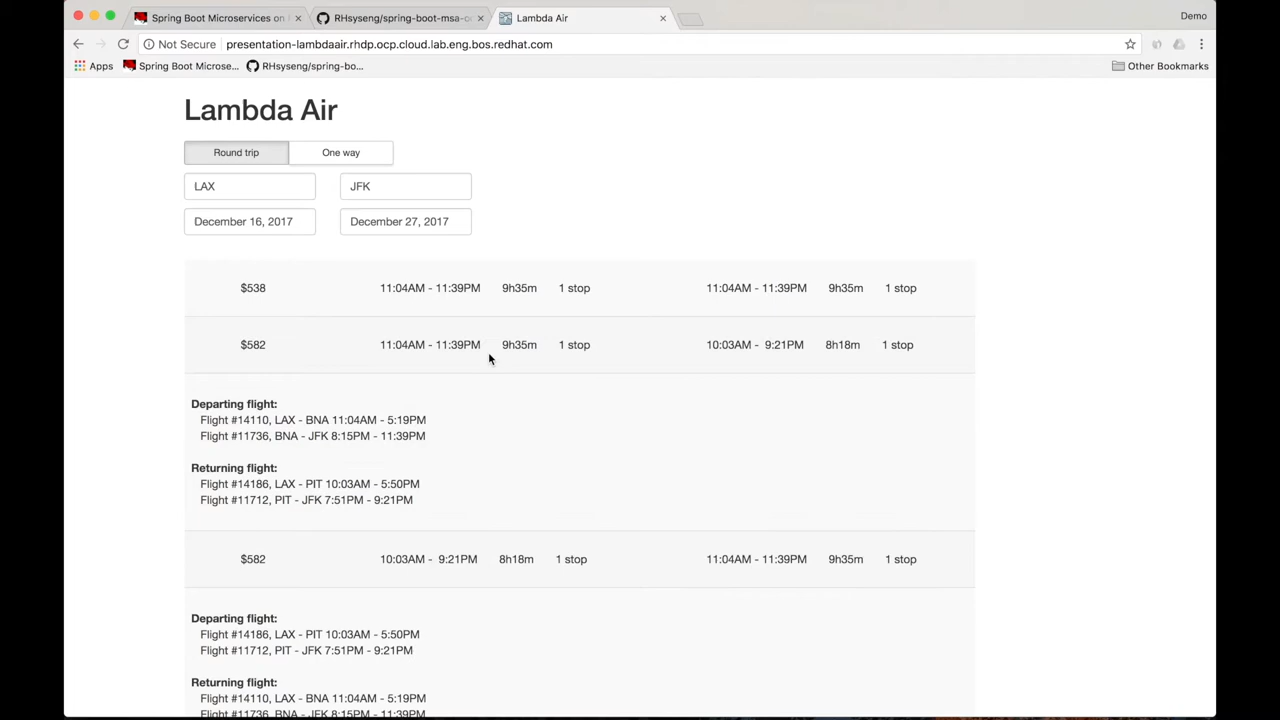 Spring Boot Microservices on
RHsyseng/spring-boot-msa-o
Lambda Air
Demo
Not Secure
presentation-lambdaair.rhdp.ocp.cloud.lab.eng.bos.redhat.com
Apps
Spring Boot Microse...
RHsyseng/spring-bo...
Other Bookmarks
Lambda Air
Round trip One way
LAX JFK
December 16, 2017 December 27, 2017
$538 11:04AM - 11:39PM 9h35m 1 stop 11:04AM - 11:39PM 9h35m 1 stop
$582 11:04AM - 11:39PM 9h35m 1 stop 10:03AM - 9:21PM 8h18m 1 stop
Departing flight:
Flight #14110, LAX - BNA 11:04AM - 5:19PM
Flight #11736, BNA - JFK 8:15PM - 11:39PM
Returning flight:
Flight #14186, LAX - PIT 10:03AM - 5:50PM
Flight #11712, PIT - JFK 7:51PM - 9:21PM
$582 10:03AM - 9:21PM 8h18m 1 stop 11:04AM - 11:39PM 9h35m 1 stop
Departing flight:
Flight #14186, LAX - PIT 10:03AM - 5:50PM
Flight #11712, PIT - JFK 7:51PM - 9:21PM
Returning flight:
Flight #14110, LAX - BNA 11:04AM - 5:19PM
Flight #11736, BNA - JFK 8:15PM - 11:39PM